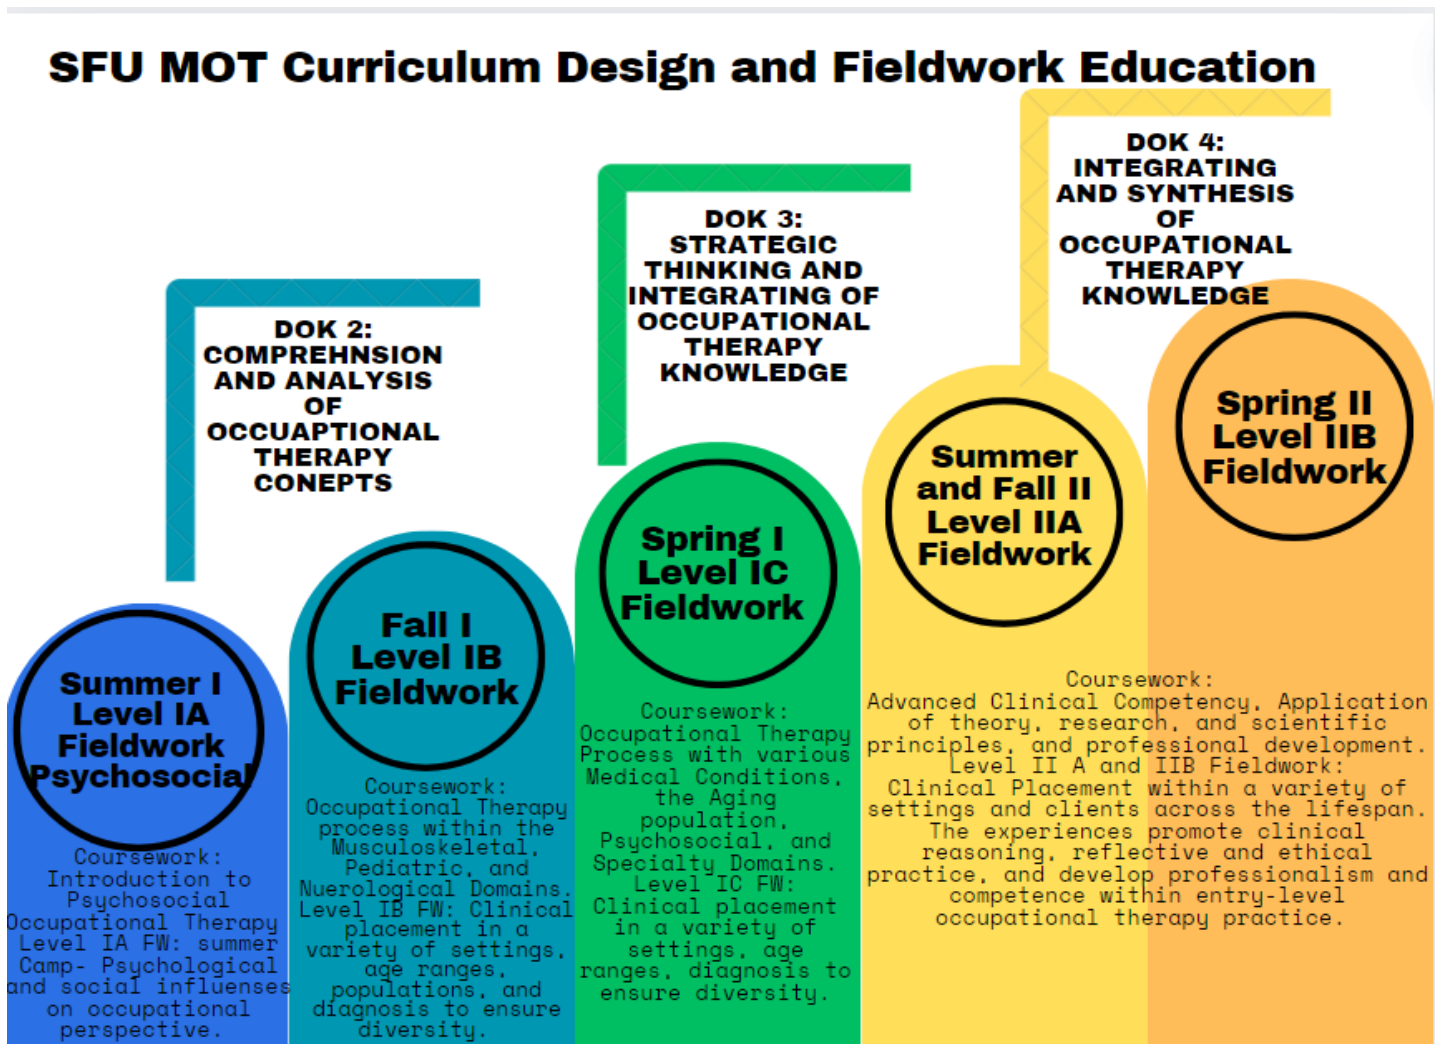 SFU MOT Curriculum Design and Fieldwork Education
DOK 2:
COMPREHNSION
AND ANALYSIS
OF
OCCUAPTIONAL
THERAPY
CONEPTS
DOK 3:
STRATEGIC
THINKING AND
INTEGRATING OF
OCCUPATIONAL
THERAPY
KNOWLEDGE
DOK 4:
INTEGRATING
AND SYNTHESIS
OF
OCCUPATIONAL
THERAPY
KNOWLEDGE
Summer I
Level IA
Fieldwork
Psychosocial
Coursework:
Introduction to
Psychosocial
Occupational Therapy
Level IA FW: summer
Camp- Psychological
and social influenses
on occupational
perspective.
Fall I
Level IB
Fieldwork
Coursework:
Occupational Therapy
process within the
Musculoskeletal,
Pediatric, and
Nuerological Domains.
Level IB FW: Clinical
placement in a
variety of settings,
age ranges,
populations, and
diagnosis to ensure
diversity.
Spring I
Level IC
Fieldwork
Coursework:
Occupational Therapy
Process with various
Medical Conditions,
the Aging
population,
Psychosocial, and
Specialty Domains.
Level IC FW:
Clinical placement
in a variety of
settings, age
ranges, diagnosis to
ensure diversity.
Summer
and Fall II
Level IIA
Fieldwork
Spring II
Level IIB
Fieldwork
Coursework:
Advanced Clinical Competency, Application
of theory, research, and scientific
principles, and professional development.
Level II A and IIB Fieldwork:
Clinical Placement within a variety of
settings and clients across the lifespan.
The experiences promote clinical
reasoning, reflective and ethical
practice, and develop professionalism and
competence within entry-level
occupational therapy practice.